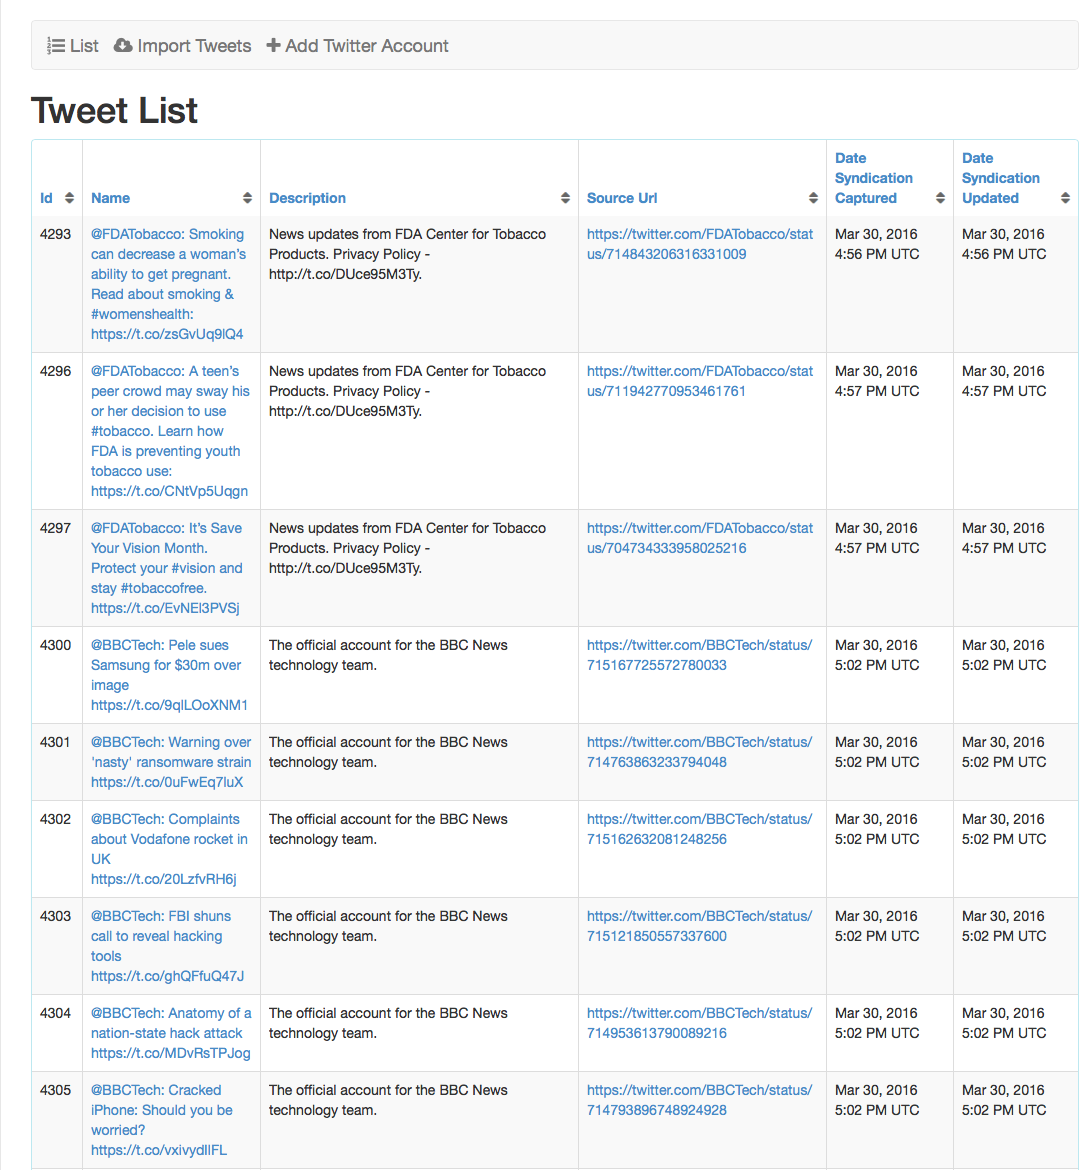 List Import Tweets Add Twitter Account
Tweet List
Id Name Description Source Url Date Syndication Captured Date Syndication Updated
4293
@FDATobacco: Smoking
can decrease a woman's
ability to get pregnant.
Read about smoking &
#womenshealth:
https://t.co/zsGvUq9lQ4
News updates from FDA Center for Tobacco
Products. Privacy Policy -
http://t.co/DUce95M3Ty.
https://twitter.com/FDATobacco/stat
us/714843206316331009
Mar 30, 2016
4:56 PM UTC
Mar 30, 2016
4:56 PM UTC
4296
@FDATobacco: A teen's
peer crowd may sway his
or her decision to use
#tobacco. Learn how
FDA is preventing youth
tobacco use:
https://t.co/CNtVp5Uqgn
News updates from FDA Center for Tobacco
Products. Privacy Policy -
http://t.co/DUce95M3Ty.
https://twitter.com/FDATobacco/stat
us/711942770953461761
Mar 30, 2016
4:57 PM UTC
Mar 30, 2016
4:57 PM UTC
4297
@FDATobacco: It's Save
Your Vision Month.
Protect your #vision and
stay #tobaccofree.
https://t.co/EvNEl3PVSj
News updates from FDA Center for Tobacco
Products. Privacy Policy -
http://t.co/DUce95M3Ty.
https://twitter.com/FDATobacco/stat
us/704734333958025216
Mar 30, 2016
4:57 PM UTC
Mar 30, 2016
4:57 PM UTC
4300
@BBCTech: Pele sues
Samsung for $30m over
image
https://t.co/9qlLOoXNM1
The official account for the BBC News
technology team.
https://twitter.com/BBCTech/status/
715167725572780033
Mar 30, 2016
5:02 PM UTC
Mar 30, 2016
5:02 PM UTC
4301
@BBCTech: Warning over
'nasty' ransomware strain
https://t.co/0uFwEq7luX
The official account for the BBC News
technology team.
https://twitter.com/BBCTech/status/
714763863233794048
Mar 30, 2016
5:02 PM UTC
Mar 30, 2016
5:02 PM UTC
4302
@BBCTech: Complaints
about Vodafone rocket in
UK
https://t.co/20LzfvRH6j
The official account for the BBC News
technology team.
https://twitter.com/BBCTech/status/
715162632081248256
Mar 30, 2016
5:02 PM UTC
Mar 30, 2016
5:02 PM UTC
4303
@BBCTech: FBI shuns
call to reveal hacking
tools
https://t.co/ghQFfuQ47J
The official account for the BBC News
technology team.
https://twitter.com/BBCTech/status/
715121850557337600
Mar 30, 2016
5:02 PM UTC
Mar 30, 2016
5:02 PM UTC
4304
@BBCTech: Anatomy of a
nation-state hack attack
https://t.co/MDvRsTPJog
The official account for the BBC News
technology team.
https://twitter.com/BBCTech/status/
714953613790089216
Mar 30, 2016
5:02 PM UTC
Mar 30, 2016
5:02 PM UTC
4305
@BBCTech: Cracked
iPhone: Should you be
worried?
https://t.co/vxivydIlFL
The official account for the BBC News
technology team.
https://twitter.com/BBCTech/status/
714793896748924928
Mar 30, 2016
5:02 PM UTC
Mar 30, 2016
5:02 PM UTC